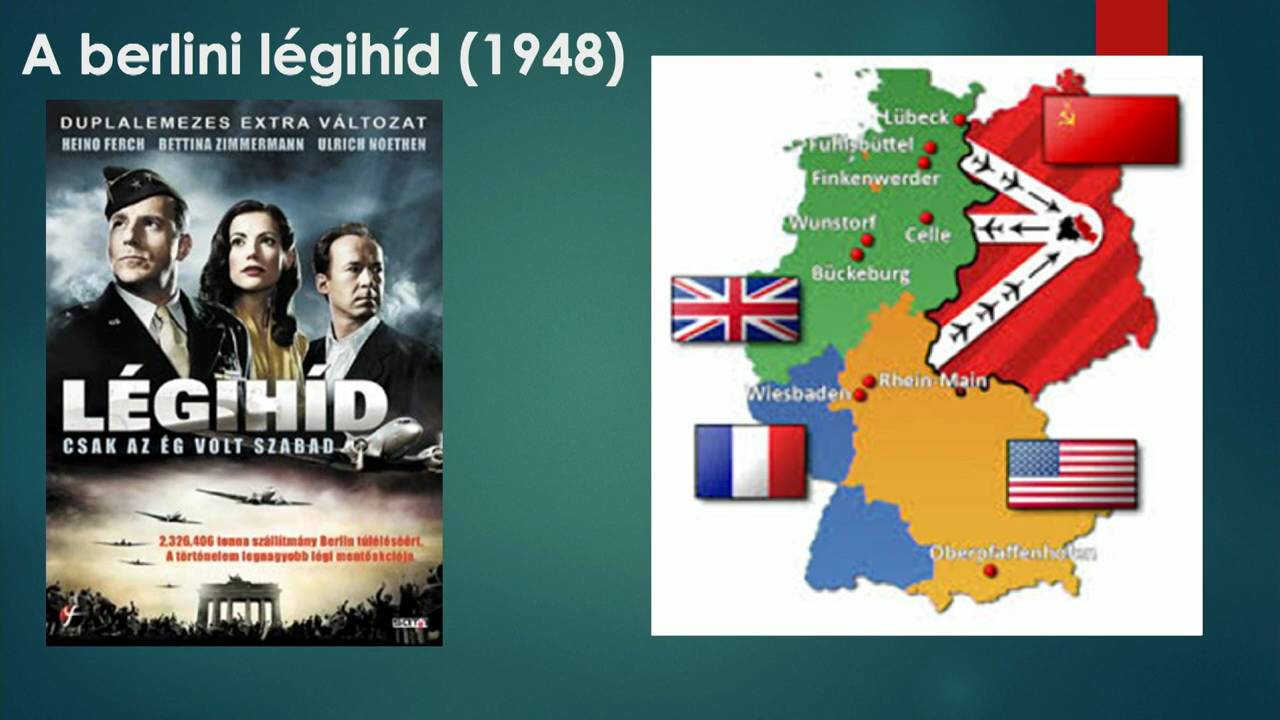 A berlini légihíd (1948)
DUPLALEMEZES EXTRA VÁLTOZAT
HEINO FERCH BETTINA ZIMMERMANN ULRICH NOETHEN
LÉGIHÍD
CSAK AZ ÉG VOLT SZABAD
2,326,406 tonna szállítmány Berlin túléléséért.
A történelem legnagyobb légi mentőakciója.
Lübeck
Fuhlsbüttel
Finkenwerder
Wunstorf
Celle
Bückeburg
Rhein-Main
Wiesbaden
Oberpfaffenhofen